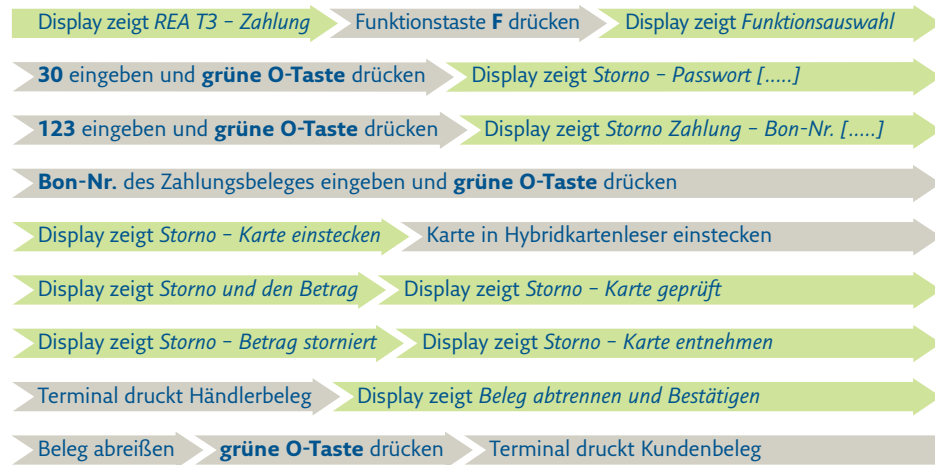 Display zeigt REA T3 – Zahlung Funktionstaste F drücken Display zeigt Funktionsauswahl
30 eingeben und grüne O-Taste drücken Display zeigt Storno – Passwort [.....]
123 eingeben und grüne O-Taste drücken Display zeigt Storno Zahlung – Bon-Nr. [.....]
Bon-Nr. des Zahlungsbeleges eingeben und grüne O-Taste drücken
Display zeigt Storno – Karte einstecken Karte in Hybridkartenleser einstecken
Display zeigt Storno und den Betrag Display zeigt Storno – Karte geprüft
Display zeigt Storno – Betrag storniert Display zeigt Storno – Karte entnehmen
Terminal druckt Händlerbeleg Display zeigt Beleg abtrennen und Bestätigen
Beleg abreißen grüne O-Taste drücken Terminal druckt Kundenbeleg